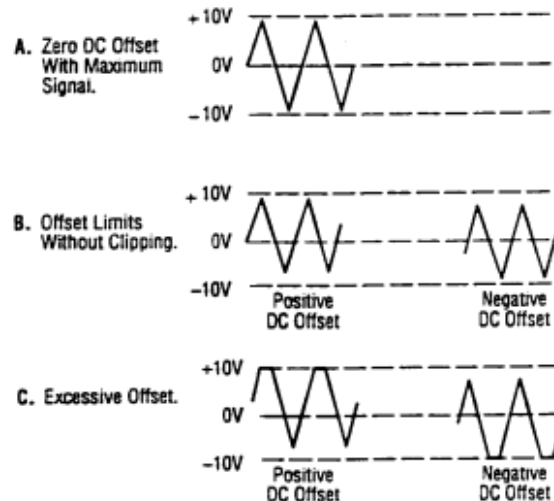 +10V
A. Zero DC Offset
With Maximum
Signal.
0V
-10V
+10V
B. Offset Limits
Without Clipping.
0V
-10V
Positive
DC Offset
Negative
DC Offset
+10V
C. Excessive Offset.
0V
-10V
Positive
DC Offset
Negative
DC Offset